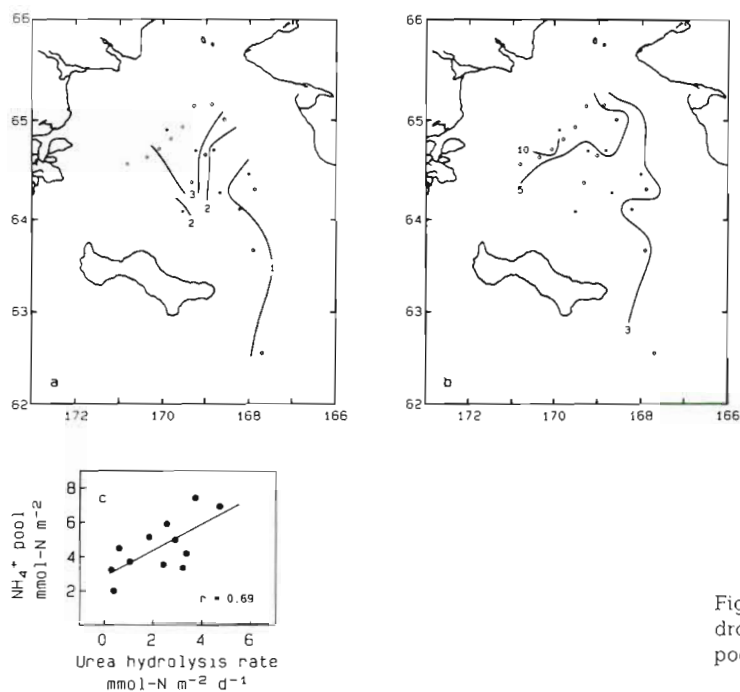 66
65
64
63
62
172
170
168
166
3
2
2
1
a
66
65
64
63
62
172
170
168
166
10
5
3
b
c
8
6
4
2
NH₄⁺ pool
mmol-N m⁻²
r = 0.69
0 2 4 6
Urea hydrolysis rate
mmol-N m⁻² d⁻¹
Fig
dro
poo